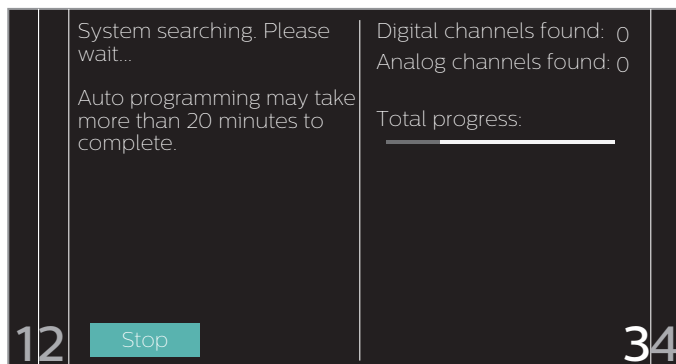 System searching. Please
wait...
Auto programming may take
more than 20 minutes to
complete.
Digital channels found: 0
Analog channels found: 0
Total progress:
12
Stop
34